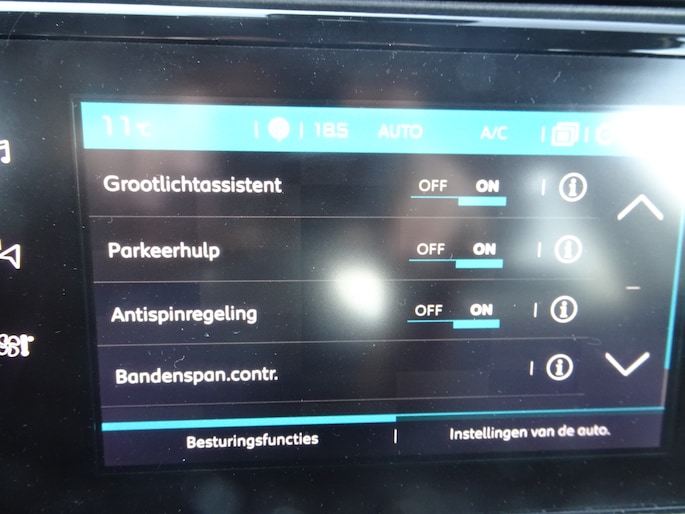 11°C 18.5 AUTO A/C
Grootlichtassistent OFF ON
Parkeerhulp OFF ON
Antispinregeling OFF ON
Bandenspan.contr.
Besturingsfuncties Instellingen van de auto.